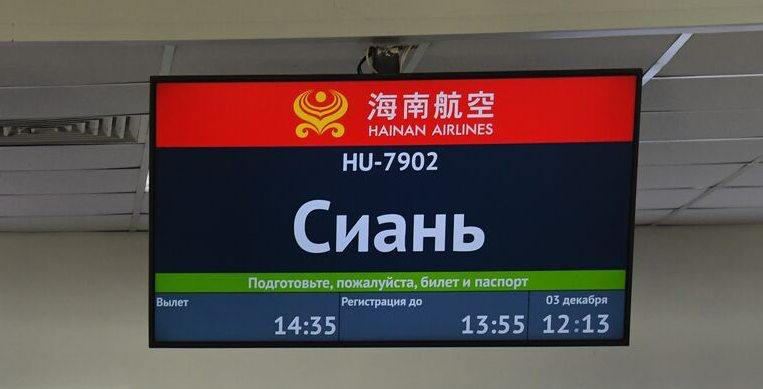 海南航空
HAINAN AIRLINES
HU-7902
Сиань
Подготовьте, пожалуйста, билет и паспорт
Вылет
14:35
Регистрация до
13:55
03 декабря
12:13